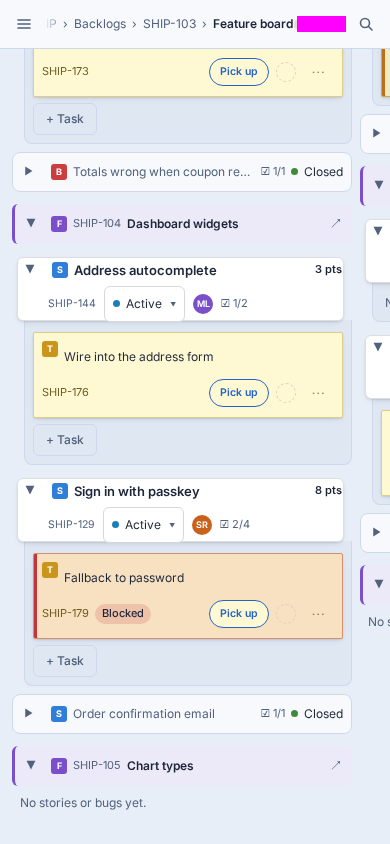 › Backlogs › SHIP-103 › Feature board
SHIP-173 Pick up ...
+ Task
B Totals wrong when coupon re... ☑ 1/1 Closed
F SHIP-104 Dashboard widgets ↗
S Address autocomplete 3 pts
SHIP-144 Active ML ☑ 1/2
T Wire into the address form
SHIP-176 Pick up ...
+ Task
S Sign in with passkey 8 pts
SHIP-129 Active SR ☑ 2/4
T Fallback to password
SHIP-179 Blocked Pick up ...
+ Task
S Order confirmation email ☑ 1/1 Closed
F SHIP-105 Chart types ↗
No stories or bugs yet.